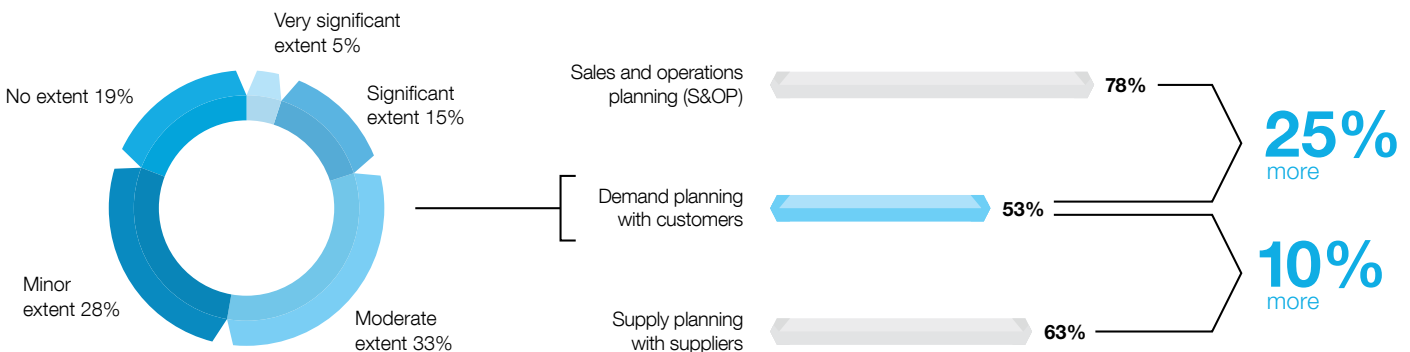 Very significant
extent 5%
No extent 19%
Significant
extent 15%
Minor
extent 28%
Moderate
extent 33%
Sales and operations
planning (S&OP)
78%
25%
more
Demand planning
with customers
53%
10%
more
Supply planning
with suppliers
63%